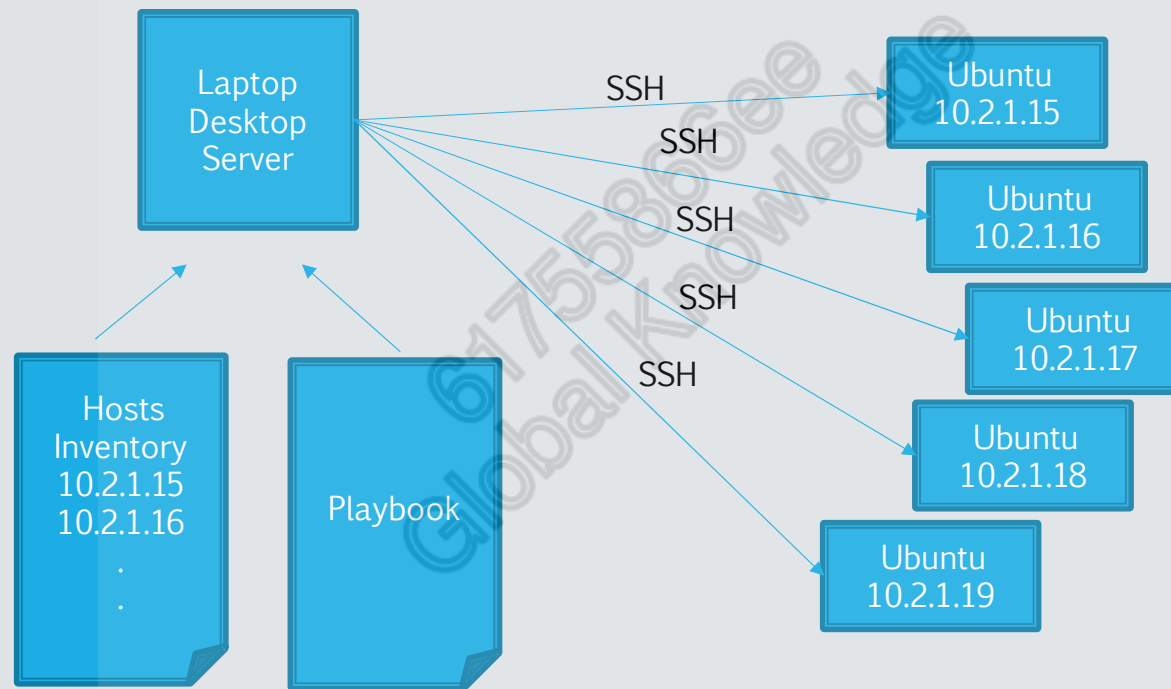 Laptop
Desktop
Server
SSH
SSH
SSH
SSH
SSH
Ubuntu
10.2.1.15
Ubuntu
10.2.1.16
Ubuntu
10.2.1.17
Ubuntu
10.2.1.18
Ubuntu
10.2.1.19
Hosts
Inventory
10.2.1.15
10.2.1.16
.
.
Playbook
61755866ee
Global Knowledge